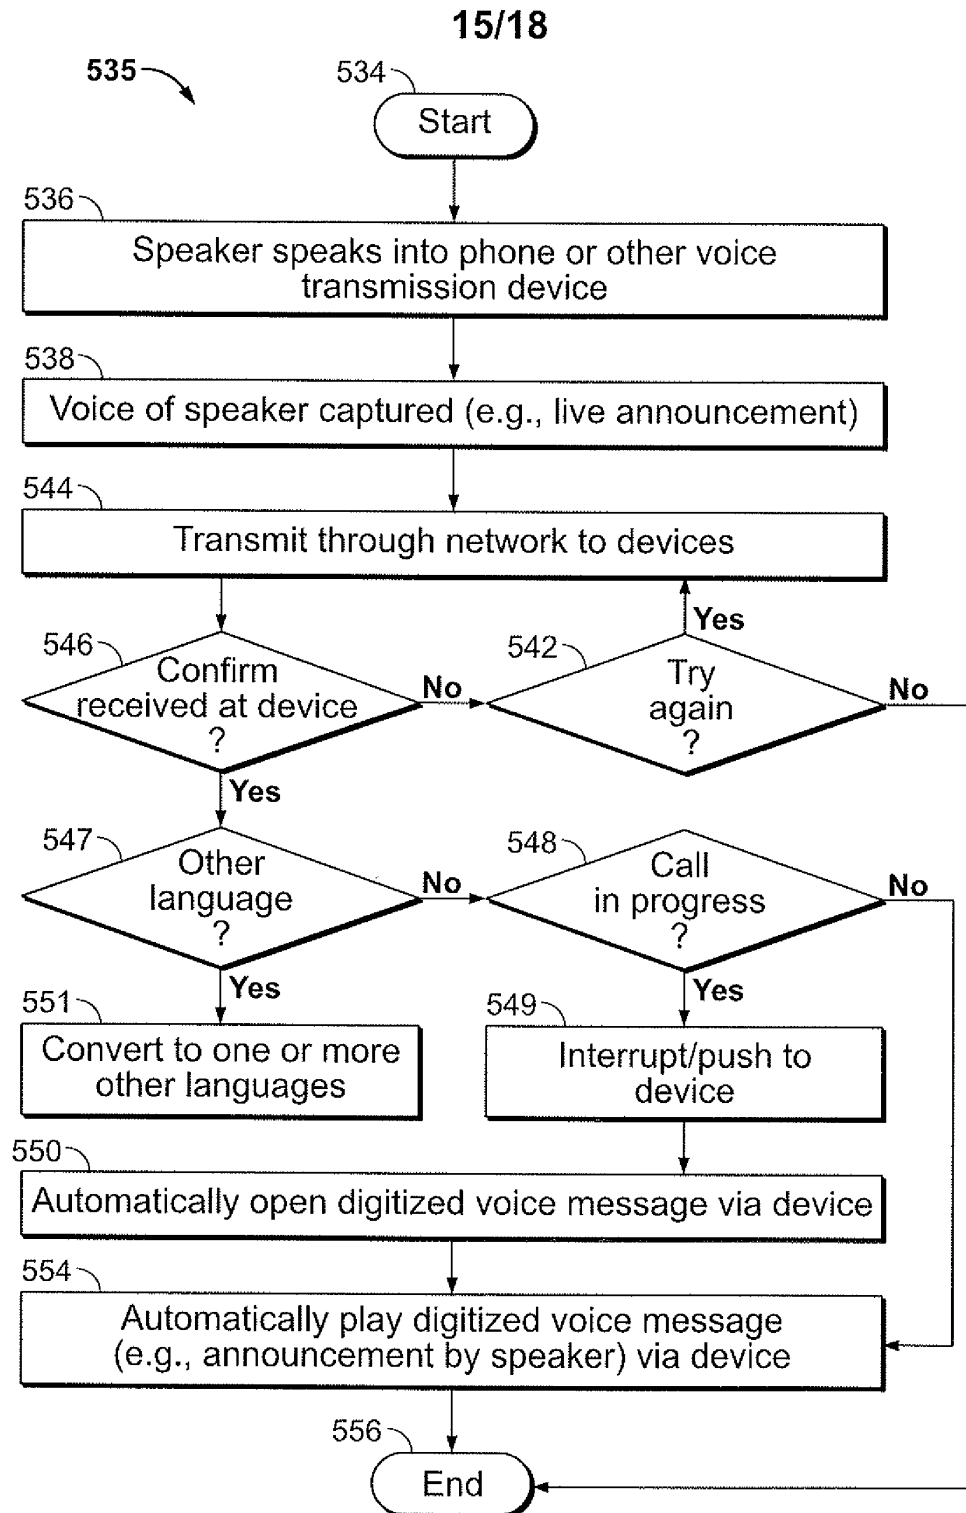 15/18
535
534
Start
536
Speaker speaks into phone or other voice
transmission device
538
Voice of speaker captured (e.g., live announcement)
544
Transmit through network to devices
Yes
546
Confirm
received at device
?
No
542
Try
again
?
No
Yes
547
Other
language
?
No
548
Call
in progress
?
No
Yes
Yes
551
Convert to one or more
other languages
549
Interrupt/push to
device
550
Automatically open digitized voice message via device
554
Automatically play digitized voice message
(e.g., announcement by speaker) via device
556
End